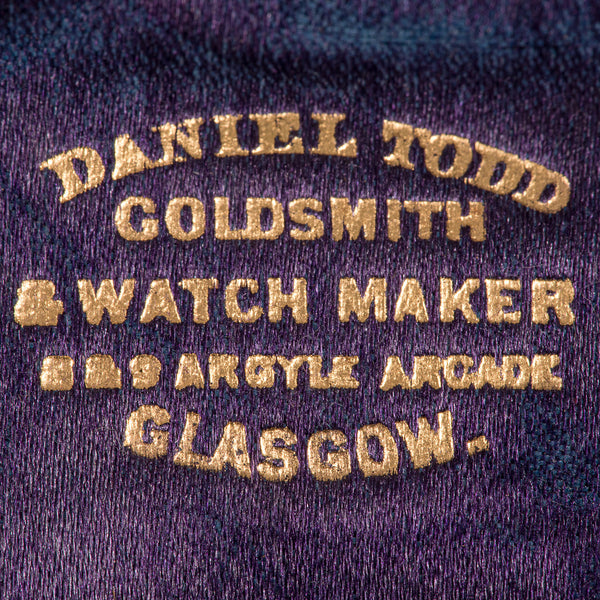 DANIEL TODD
GOLDSMITH
& WATCH MAKER
8 & 9 ARGYLE ARCADE
GLASGOW.